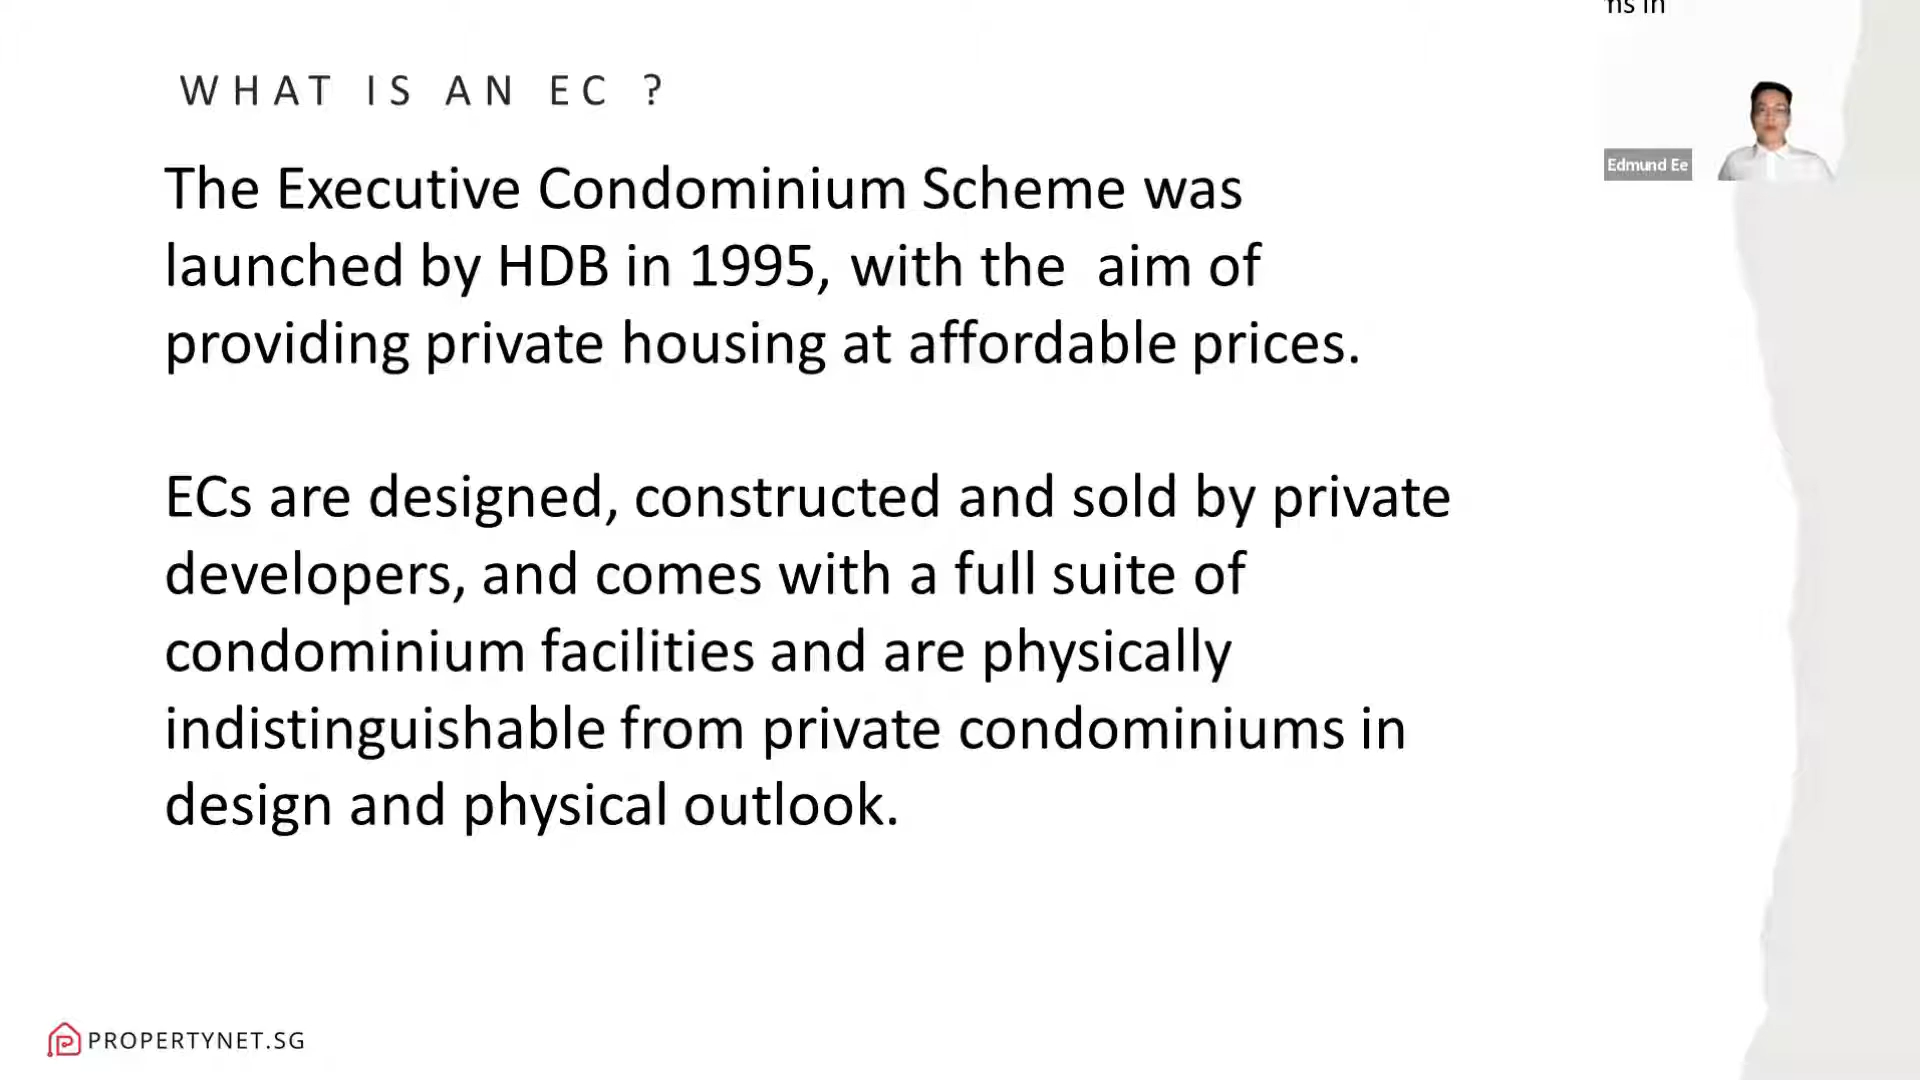 WHAT IS AN EC ?
The Executive Condominium Scheme was
launched by HDB in 1995, with the aim of
providing private housing at affordable prices.
ECs are designed, constructed and sold by private
developers, and comes with a full suite of
condominium facilities and are physically
indistinguishable from private condominiums in
design and physical outlook.
Edmund Ee
PROPERTYNET.SG